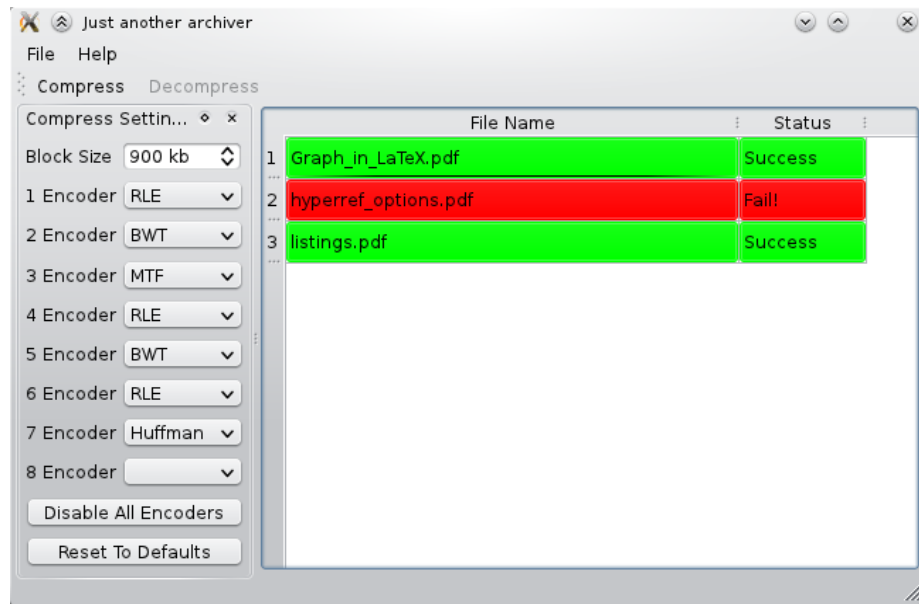 Just another archiver
File Help
Compress Decompress
Compress Settin...
Block Size 900 kb
1 Encoder RLE
2 Encoder BWT
3 Encoder MTF
4 Encoder RLE
5 Encoder BWT
6 Encoder RLE
7 Encoder Huffman
8 Encoder
Disable All Encoders
Reset To Defaults
File Name Status
1 Graph_in_LaTeX.pdf Success
2 hyperref_options.pdf Fail!
3 listings.pdf Success